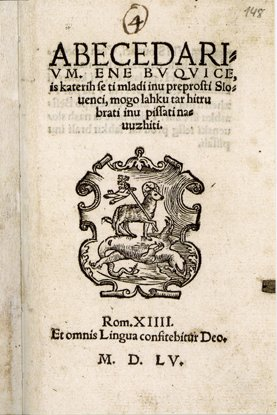 4
148
ABECEDARI-
VM. ENE BVQVICE,
is katerih se ti mladi inu preprosti Slo-
uenci, mogo lahku tar hitru
brati inu pissati na-
uuzhiti.
Rom. XIIII.
Et omnis Lingua confitebitur Deo.
M. D. LV.